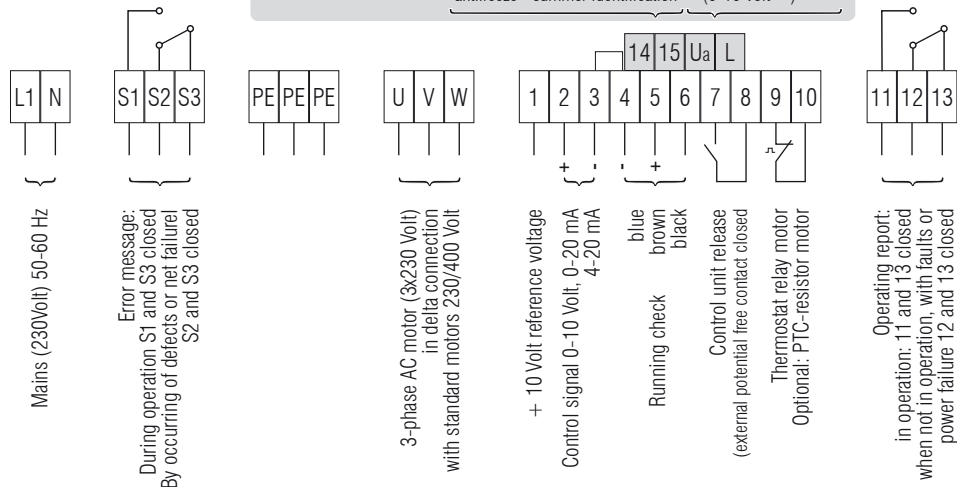 antifreeze
14 15 Ua L
L1 N
S1 S2 S3
PE PE PE
U V W
1 2 3 4 5 6 7 8 9 10
11 12 13
+ - - +
Mains (230Volt) 50-60 Hz
Error message:
During operation S1 and S3 closed
By occurring of defects or net failurel
S2 and S3 closed
3-phase AC motor (3x230 Volt)
in delta connection
with standard motors 230/400 Volt
+ 10 Volt reference voltage
Control signal 0-10 Volt, 0-20 mA
4-20 mA
blue
brown
black
Running check
Control unit release
(external potential free contact closed)
Thermostat relay motor
Optional: PTC-resistor motor
Operating report:
in operation: 11 and 13 closed
when not in operation, with faults or
power failure 12 and 13 closed